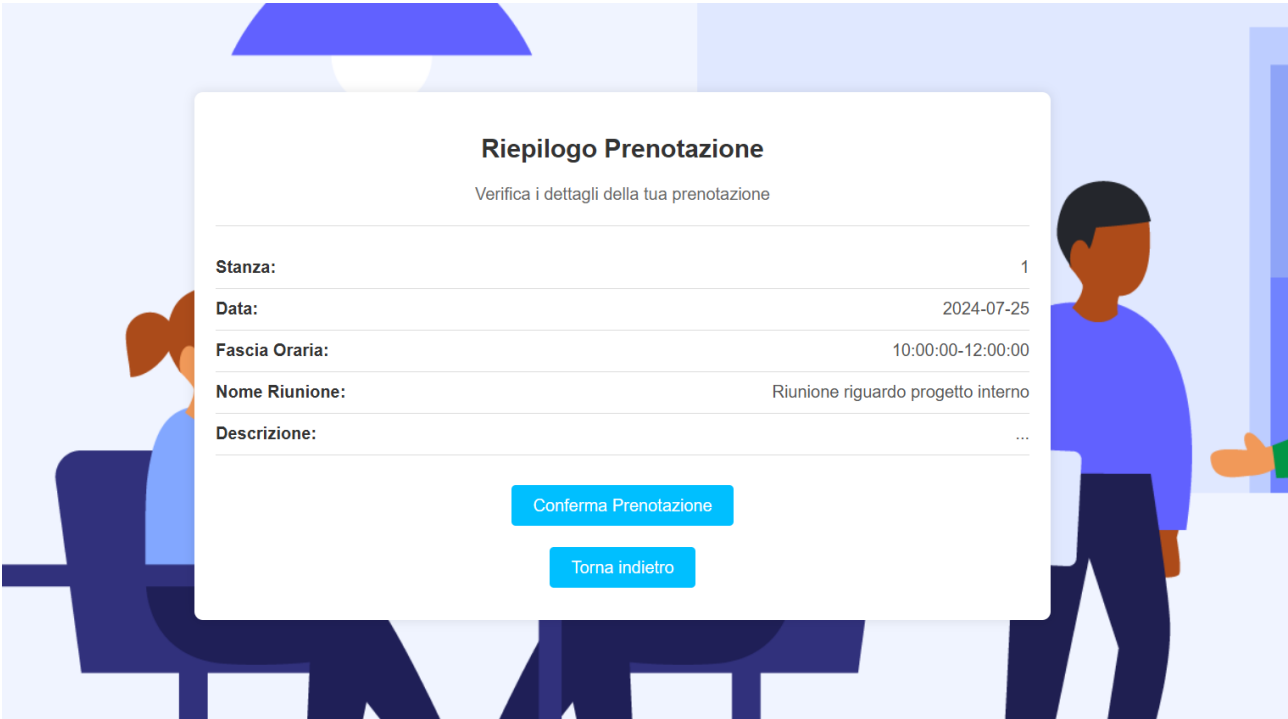 Riepilogo Prenotazione
Verifica i dettagli della tua prenotazione
Stanza: 1
Data: 2024-07-25
Fascia Oraria: 10:00:00-12:00:00
Nome Riunione: Riunione riguardo progetto interno
Descrizione: ...
Conferma Prenotazione
Torna indietro